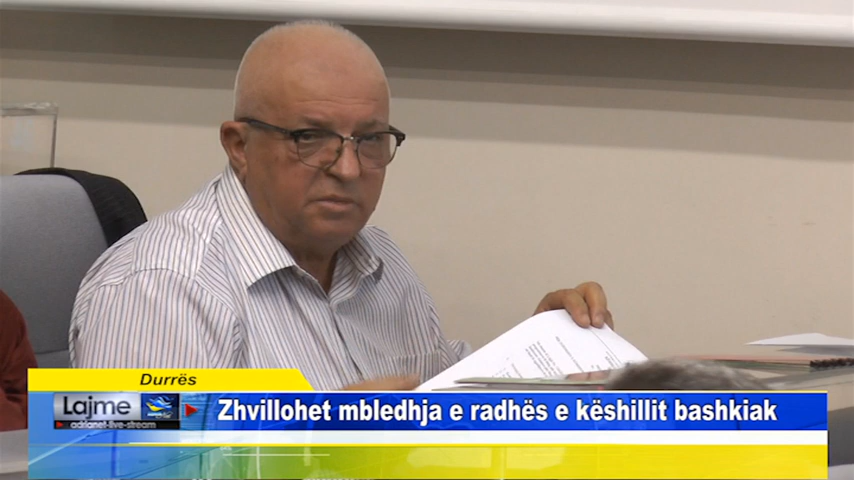 Durrës
Lajme
adrianet-live-stream
Zhvillohet mbledhja e radhës e këshillit bashkiak